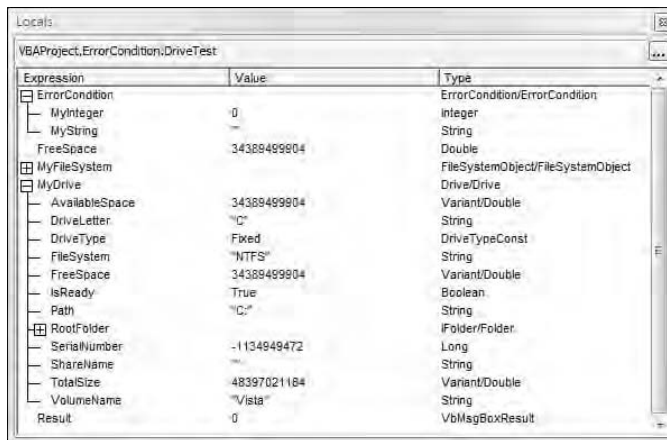 Locals
VBAProject.ErrorCondition.DriveTest ...
Expression Value Type
ErrorCondition ErrorCondition/ErrorCondition
MyInteger 0 Integer
MyString "" String
FreeSpace 34389499904 Double
MyFileSystem FileSystemObject/FileSystemObject
MyDrive Drive/Drive
AvailableSpace 34389499904 Variant/Double
DriveLetter "C" String
DriveType Fixed DriveTypeConst
FileSystem "NTFS" String
FreeSpace 34389499904 Variant/Double
IsReady True Boolean
Path "C:" String
RootFolder IFolder/Folder
SerialNumber -1134949472 Long
ShareName "" String
TotalSize 48397021184 Variant/Double
VolumeName "Vista" String
Result 0 VbMsgBoxResult